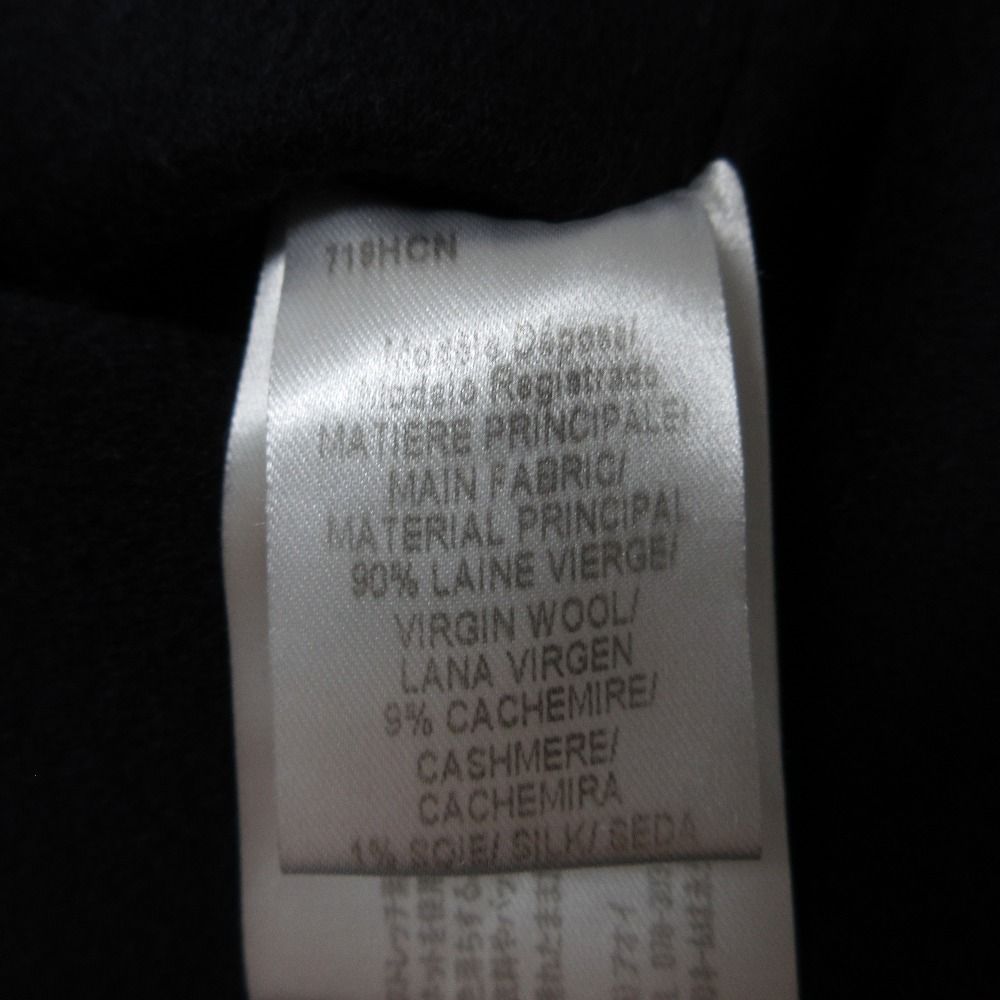 719HCN
Modèle Déposé/
Modelo Registrado
MATIERE PRINCIPALE/
MAIN FABRIC/
MATERIAL PRINCIPAL
90% LAINE VIERGE/
VIRGIN WOOL/
LANA VIRGEN
9% CACHEMIRE/
CASHMERE/
CACHEMIRA
1% SOIE/ SILK/ SEDA